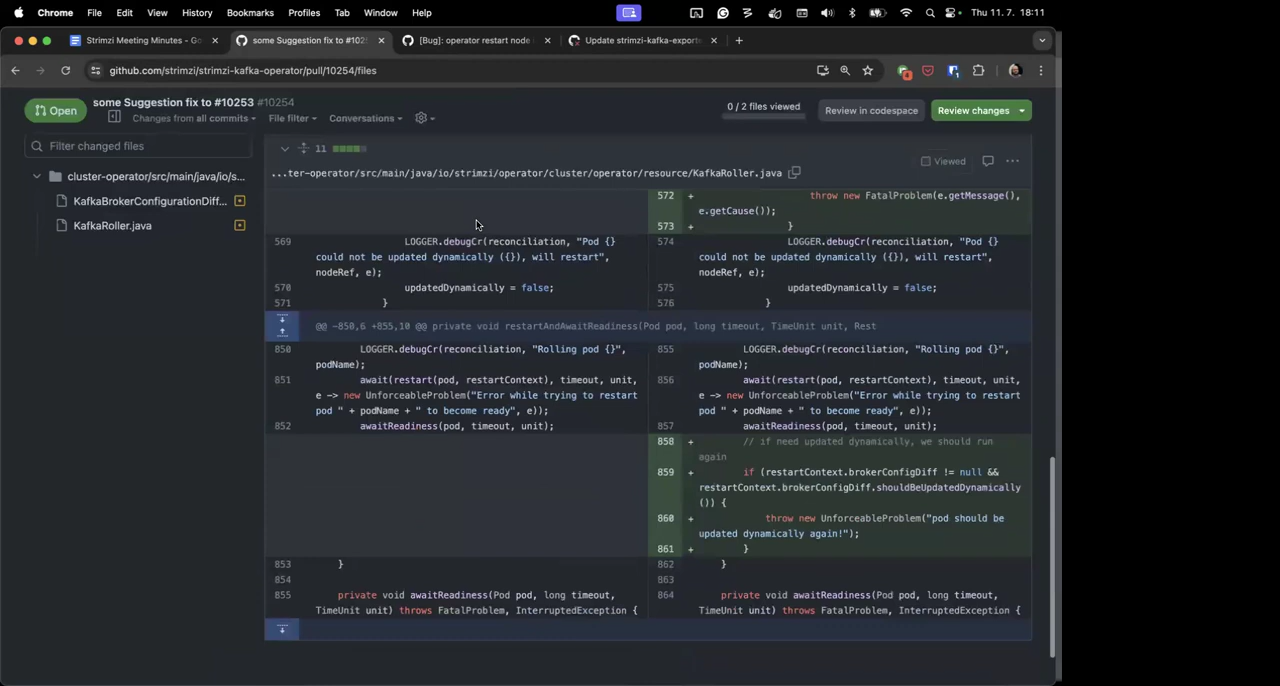 Chrome File Edit View History Bookmarks Profiles Tab Window Help Thu 11. 7. 18:11
Strimzi Meeting Minutes - Go × some Suggestion fix to #1025 × [Bug]: operator restart node × Update strimzi-kafka-exporte × +
github.com/strimzi/strimzi-kafka-operator/pull/10254/files
Open
some Suggestion fix to #10253 #10254
Changes from all commits File filter Conversations
0 / 2 files viewed
Review in codespace
Review changes
Filter changed files
cluster-operator/src/main/java/io/s...
KafkaBrokerConfigurationDiff...
KafkaRoller.java
11
Viewed
...ter-operator/src/main/java/io/strimzi/operator/cluster/operator/resource/KafkaRoller.java
572 + throw new FatalProblem(e.getMessage(),
e.getCause());
573 + }
569 LOGGER.debugCr(reconciliation, "Pod {} 574 LOGGER.debugCr(reconciliation, "Pod {}
could not be updated dynamically ({}), will restart", could not be updated dynamically ({}), will restart",
nodeRef, e); nodeRef, e);
570 updatedDynamically = false; 575 updatedDynamically = false;
571 } 576 }
@@ -850,6 +855,10 @@ private void restartAndAwaitReadiness(Pod pod, long timeout, TimeUnit unit, Rest
850 LOGGER.debugCr(reconciliation, "Rolling pod {}", 855 LOGGER.debugCr(reconciliation, "Rolling pod {}",
podName); podName);
851 await(restart(pod, restartContext), timeout, unit, 856 await(restart(pod, restartContext), timeout, unit,
e -> new UnforceableProblem("Error while trying to restart e -> new UnforceableProblem("Error while trying to restart
pod " + podName + " to become ready", e)); pod " + podName + " to become ready", e));
852 awaitReadiness(pod, timeout, unit); 857 awaitReadiness(pod, timeout, unit);
858 + // if need updated dynamically, we should run
again
859 + if (restartContext.brokerConfigDiff != null &&
restartContext.brokerConfigDiff.shouldBeUpdatedDynamically
()) {
860 + throw new UnforceableProblem("pod should be
updated dynamically again!");
861 + }
853 } 862 }
854 863
855 private void awaitReadiness(Pod pod, long timeout, 864 private void awaitReadiness(Pod pod, long timeout,
TimeUnit unit) throws FatalProblem, InterruptedException { TimeUnit unit) throws FatalProblem, InterruptedException {